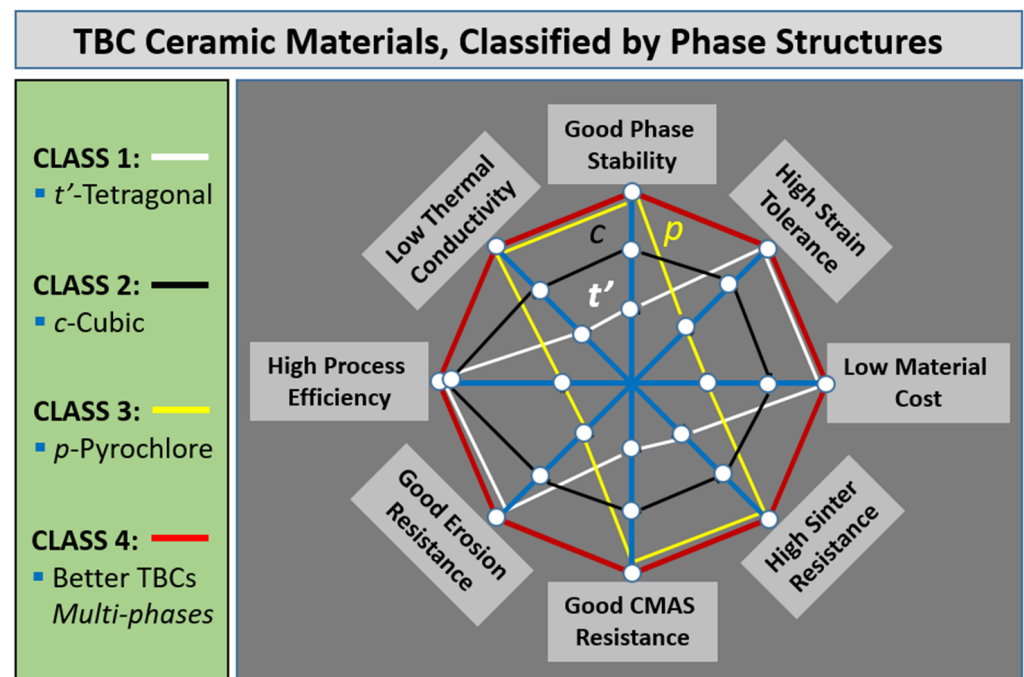 TBC Ceramic Materials, Classified by Phase Structures
CLASS 1:
t’-Tetragonal
CLASS 2:
c-Cubic
CLASS 3:
p-Pyrochlore
CLASS 4:
Better TBCs
Multi-phases
Good Phase
Stability
High Strain
Tolerance
Low Material
Cost
High Sinter
Resistance
Good CMAS
Resistance
Good Erosion
Resistance
High Process
Efficiency
Low Thermal
Conductivity
c
p
t’